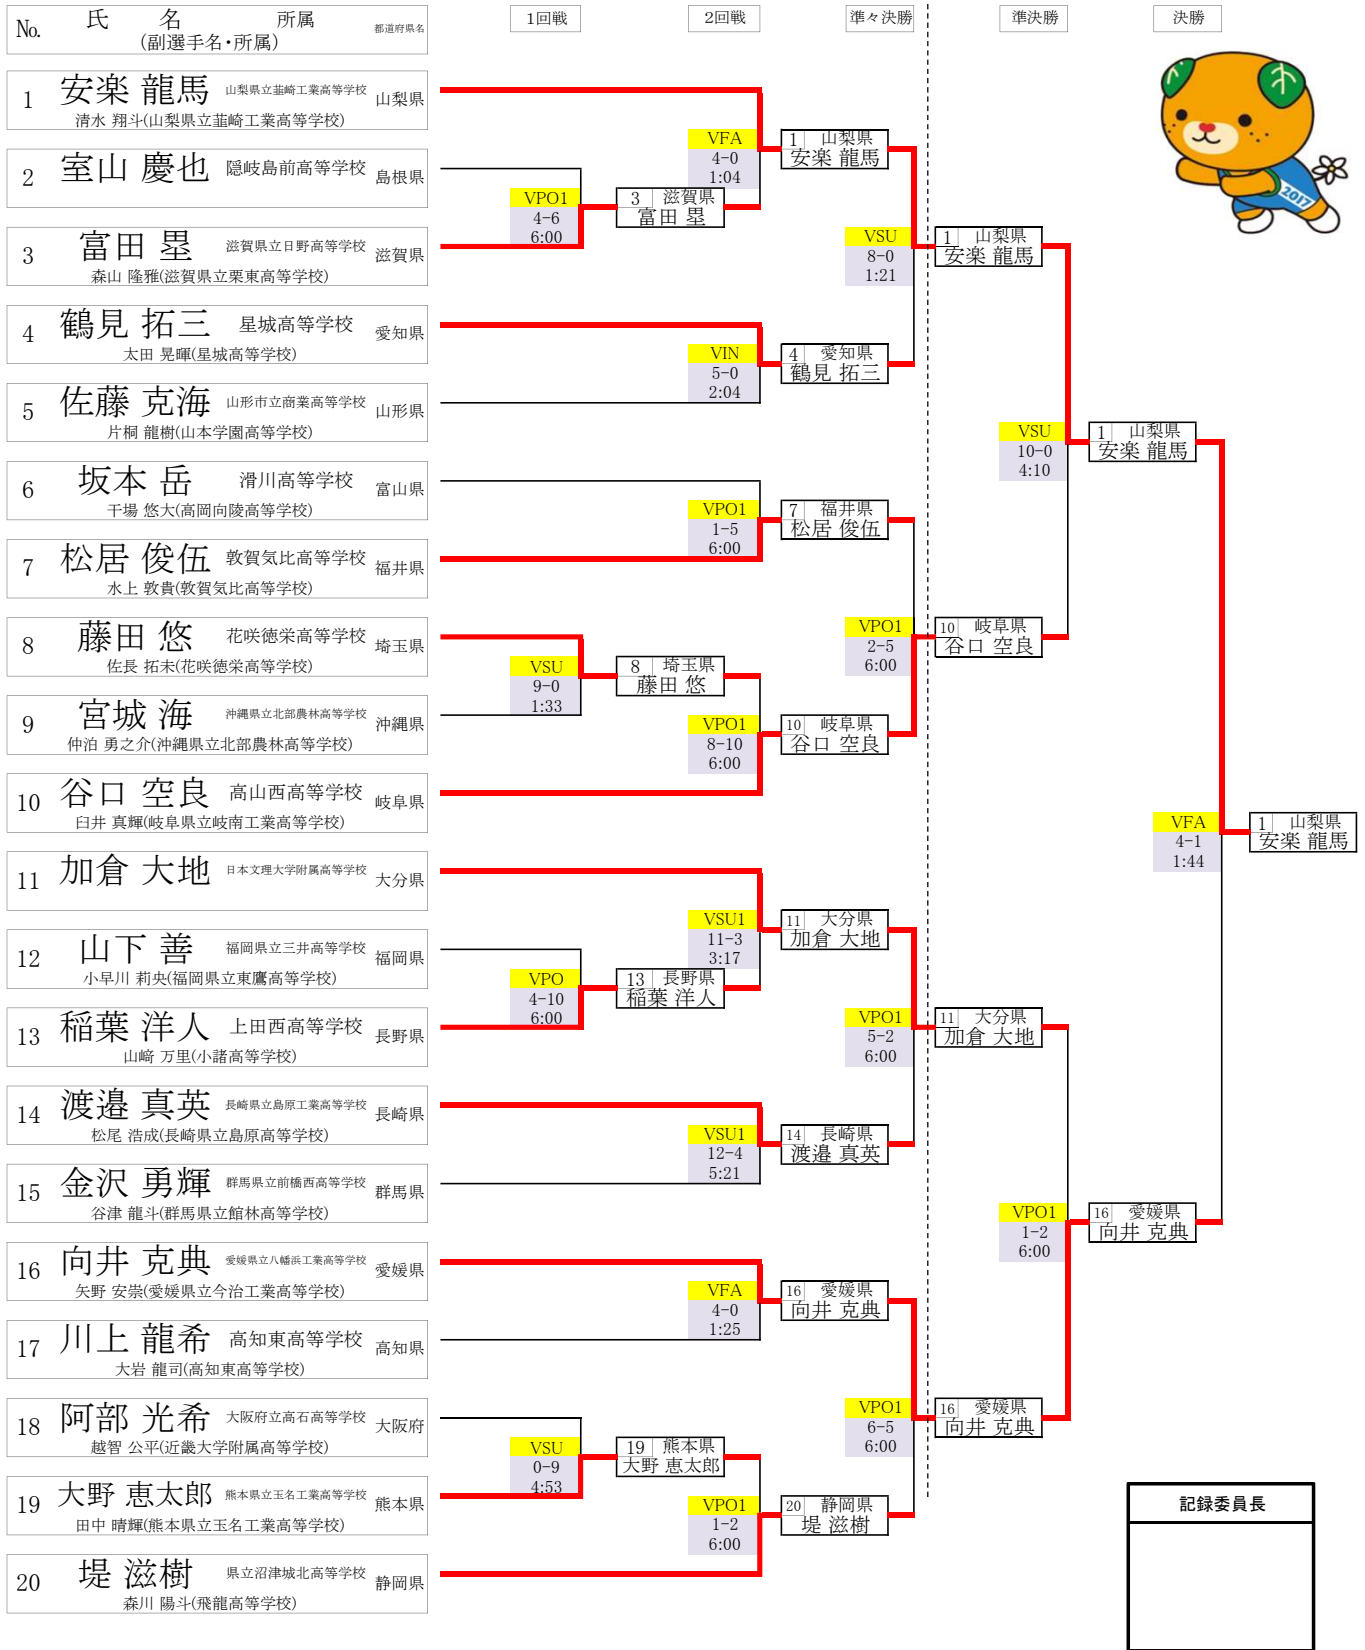 No. 氏 名 所属 都道府県名
(副選手名・所属)
1回戦 2回戦 準々決勝 準決勝 決勝
1 安楽 龍馬 山梨県立韮崎工業高等学校 山梨県
清水 翔斗(山梨県立韮崎工業高等学校)
2 室山 慶也 隠岐島前高等学校 島根県
3 富田 塁 滋賀県立日野高等学校 滋賀県
森山 隆雅(滋賀県立栗東高等学校)
4 鶴見 拓三 星城高等学校 愛知県
太田 晃暉(星城高等学校)
5 佐藤 克海 山形市立商業高等学校 山形県
片桐 龍樹(山本学園高等学校)
6 坂本 岳 滑川高等学校 富山県
干場 悠大(高岡向陵高等学校)
7 松居 俊伍 敦賀気比高等学校 福井県
水上 敦貴(敦賀気比高等学校)
8 藤田 悠 花咲徳栄高等学校 埼玉県
佐長 拓未(花咲徳栄高等学校)
9 宮城 海 沖縄県立北部農林高等学校 沖縄県
仲泊 勇之介(沖縄県立北部農林高等学校)
10 谷口 空良 高山西高等学校 岐阜県
臼井 真輝(岐阜県立岐南工業高等学校)
11 加倉 大地 日本文理大学附属高等学校 大分県
12 山下 善 福岡県立三井高等学校 福岡県
小早川 莉央(福岡県立東鷹高等学校)
13 稲葉 洋人 上田西高等学校 長野県
山﨑 万里(小諸高等学校)
14 渡邉 真英 長崎県立島原工業高等学校 長崎県
松尾 浩成(長崎県立島原高等学校)
15 金沢 勇輝 群馬県立前橋西高等学校 群馬県
谷津 龍斗(群馬県立館林高等学校)
16 向井 克典 愛媛県立八幡浜工業高等学校 愛媛県
矢野 安崇(愛媛県立今治工業高等学校)
17 川上 龍希 高知東高等学校 高知県
大岩 龍司(高知東高等学校)
18 阿部 光希 大阪府立高石高等学校 大阪府
越智 公平(近畿大学附属高等学校)
19 大野 恵太郎 熊本県立玉名工業高等学校 熊本県
田中 晴輝(熊本県立玉名工業高等学校)
20 堤 滋樹 県立沼津城北高等学校 静岡県
森川 陽斗(飛龍高等学校)
VPO1
4-6
6:00
VSU
9-0
1:33
VPO
4-10
6:00
VSU
0-9
4:53
3 滋賀県
富田 塁
8 埼玉県
藤田 悠
13 長野県
稲葉 洋人
19 熊本県
大野 恵太郎
VFA
4-0
1:04
VIN
5-0
2:04
VPO1
1-5
6:00
VPO1
8-10
6:00
VSU1
11-3
3:17
VSU1
12-4
5:21
VFA
4-0
1:25
VPO1
1-2
6:00
1 山梨県
安楽 龍馬
4 愛知県
鶴見 拓三
7 福井県
松居 俊伍
10 岐阜県
谷口 空良
11 大分県
加倉 大地
14 長崎県
渡邉 真英
16 愛媛県
向井 克典
20 静岡県
堤 滋樹
VSU
8-0
1:21
VPO1
2-5
6:00
VPO1
5-2
6:00
VPO1
6-5
6:00
1 山梨県
安楽 龍馬
10 岐阜県
谷口 空良
11 大分県
加倉 大地
16 愛媛県
向井 克典
VSU
10-0
4:10
VPO1
1-2
6:00
1 山梨県
安楽 龍馬
16 愛媛県
向井 克典
VFA
4-1
1:44
1 山梨県
安楽 龍馬
2017
記録委員長